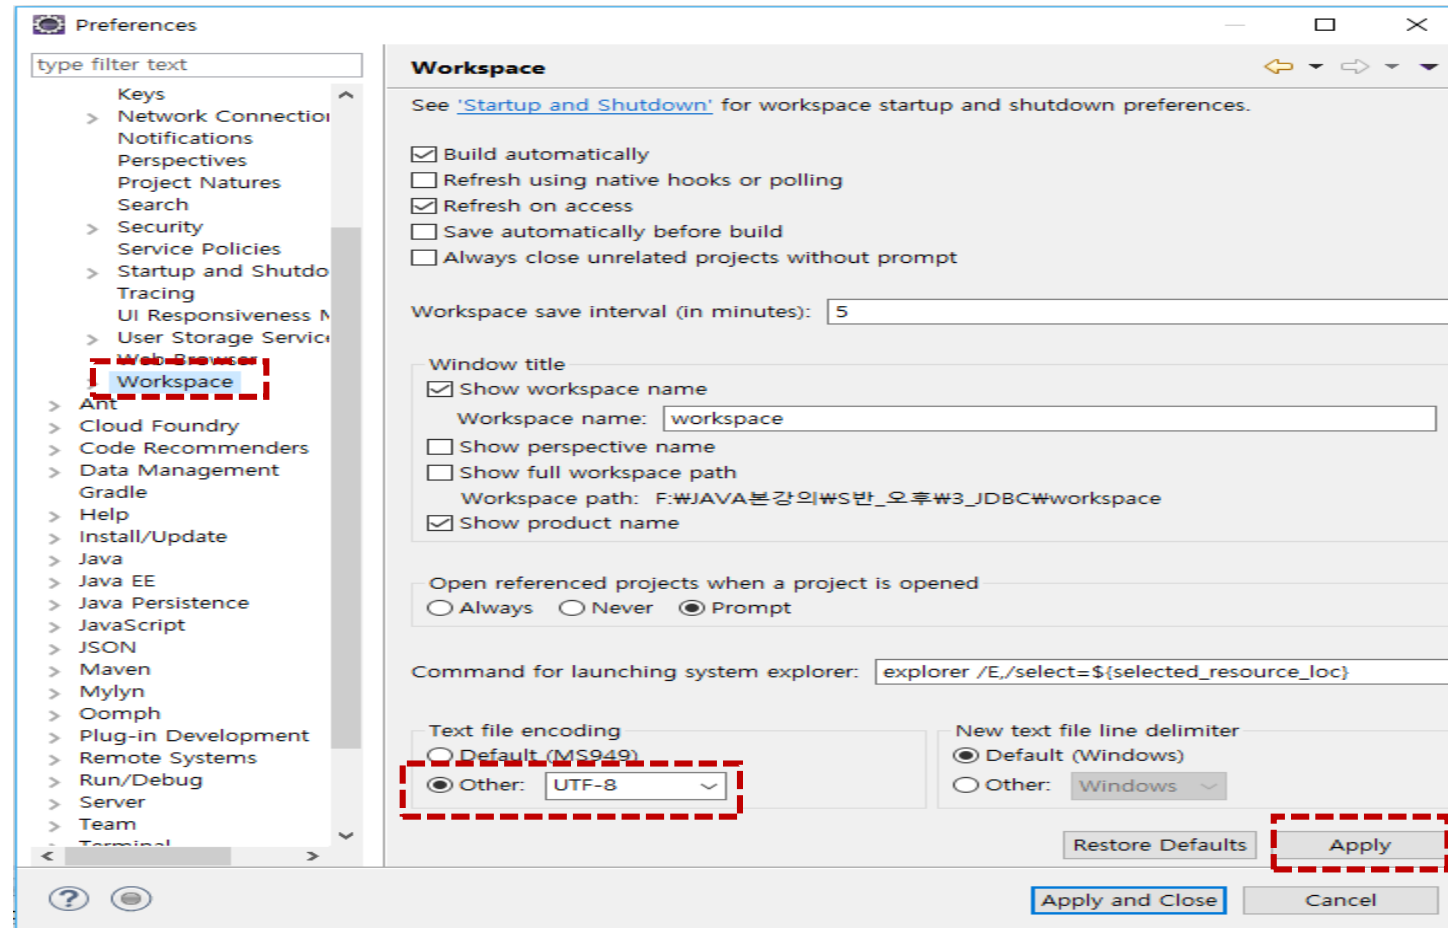 Preferences
type filter text
Keys
Network Connection
Notifications
Perspectives
Project Natures
Search
Security
Service Policies
Startup and Shutdo
Tracing
UI Responsiveness M
User Storage Service
Web Browser
Workspace
Ant
Cloud Foundry
Code Recommenders
Data Management
Gradle
Help
Install/Update
Java
Java EE
Java Persistence
JavaScript
JSON
Maven
Mylyn
Oomph
Plug-in Development
Remote Systems
Run/Debug
Server
Team
Terminal
Workspace
See 'Startup and Shutdown' for workspace startup and shutdown preferences.
Build automatically
Refresh using native hooks or polling
Refresh on access
Save automatically before build
Always close unrelated projects without prompt
Workspace save interval (in minutes): 5
Window title
Show workspace name
Workspace name: workspace
Show perspective name
Show full workspace path
Workspace path: F:₩JAVA본강의₩S반_오후₩3_JDBC₩workspace
Show product name
Open referenced projects when a project is opened
Always Never Prompt
Command for launching system explorer: explorer /E,/select=${selected_resource_loc}
Text file encoding
Default (MS949)
Other: UTF-8
New text file line delimiter
Default (Windows)
Other: Windows
Restore Defaults Apply
Apply and Close Cancel